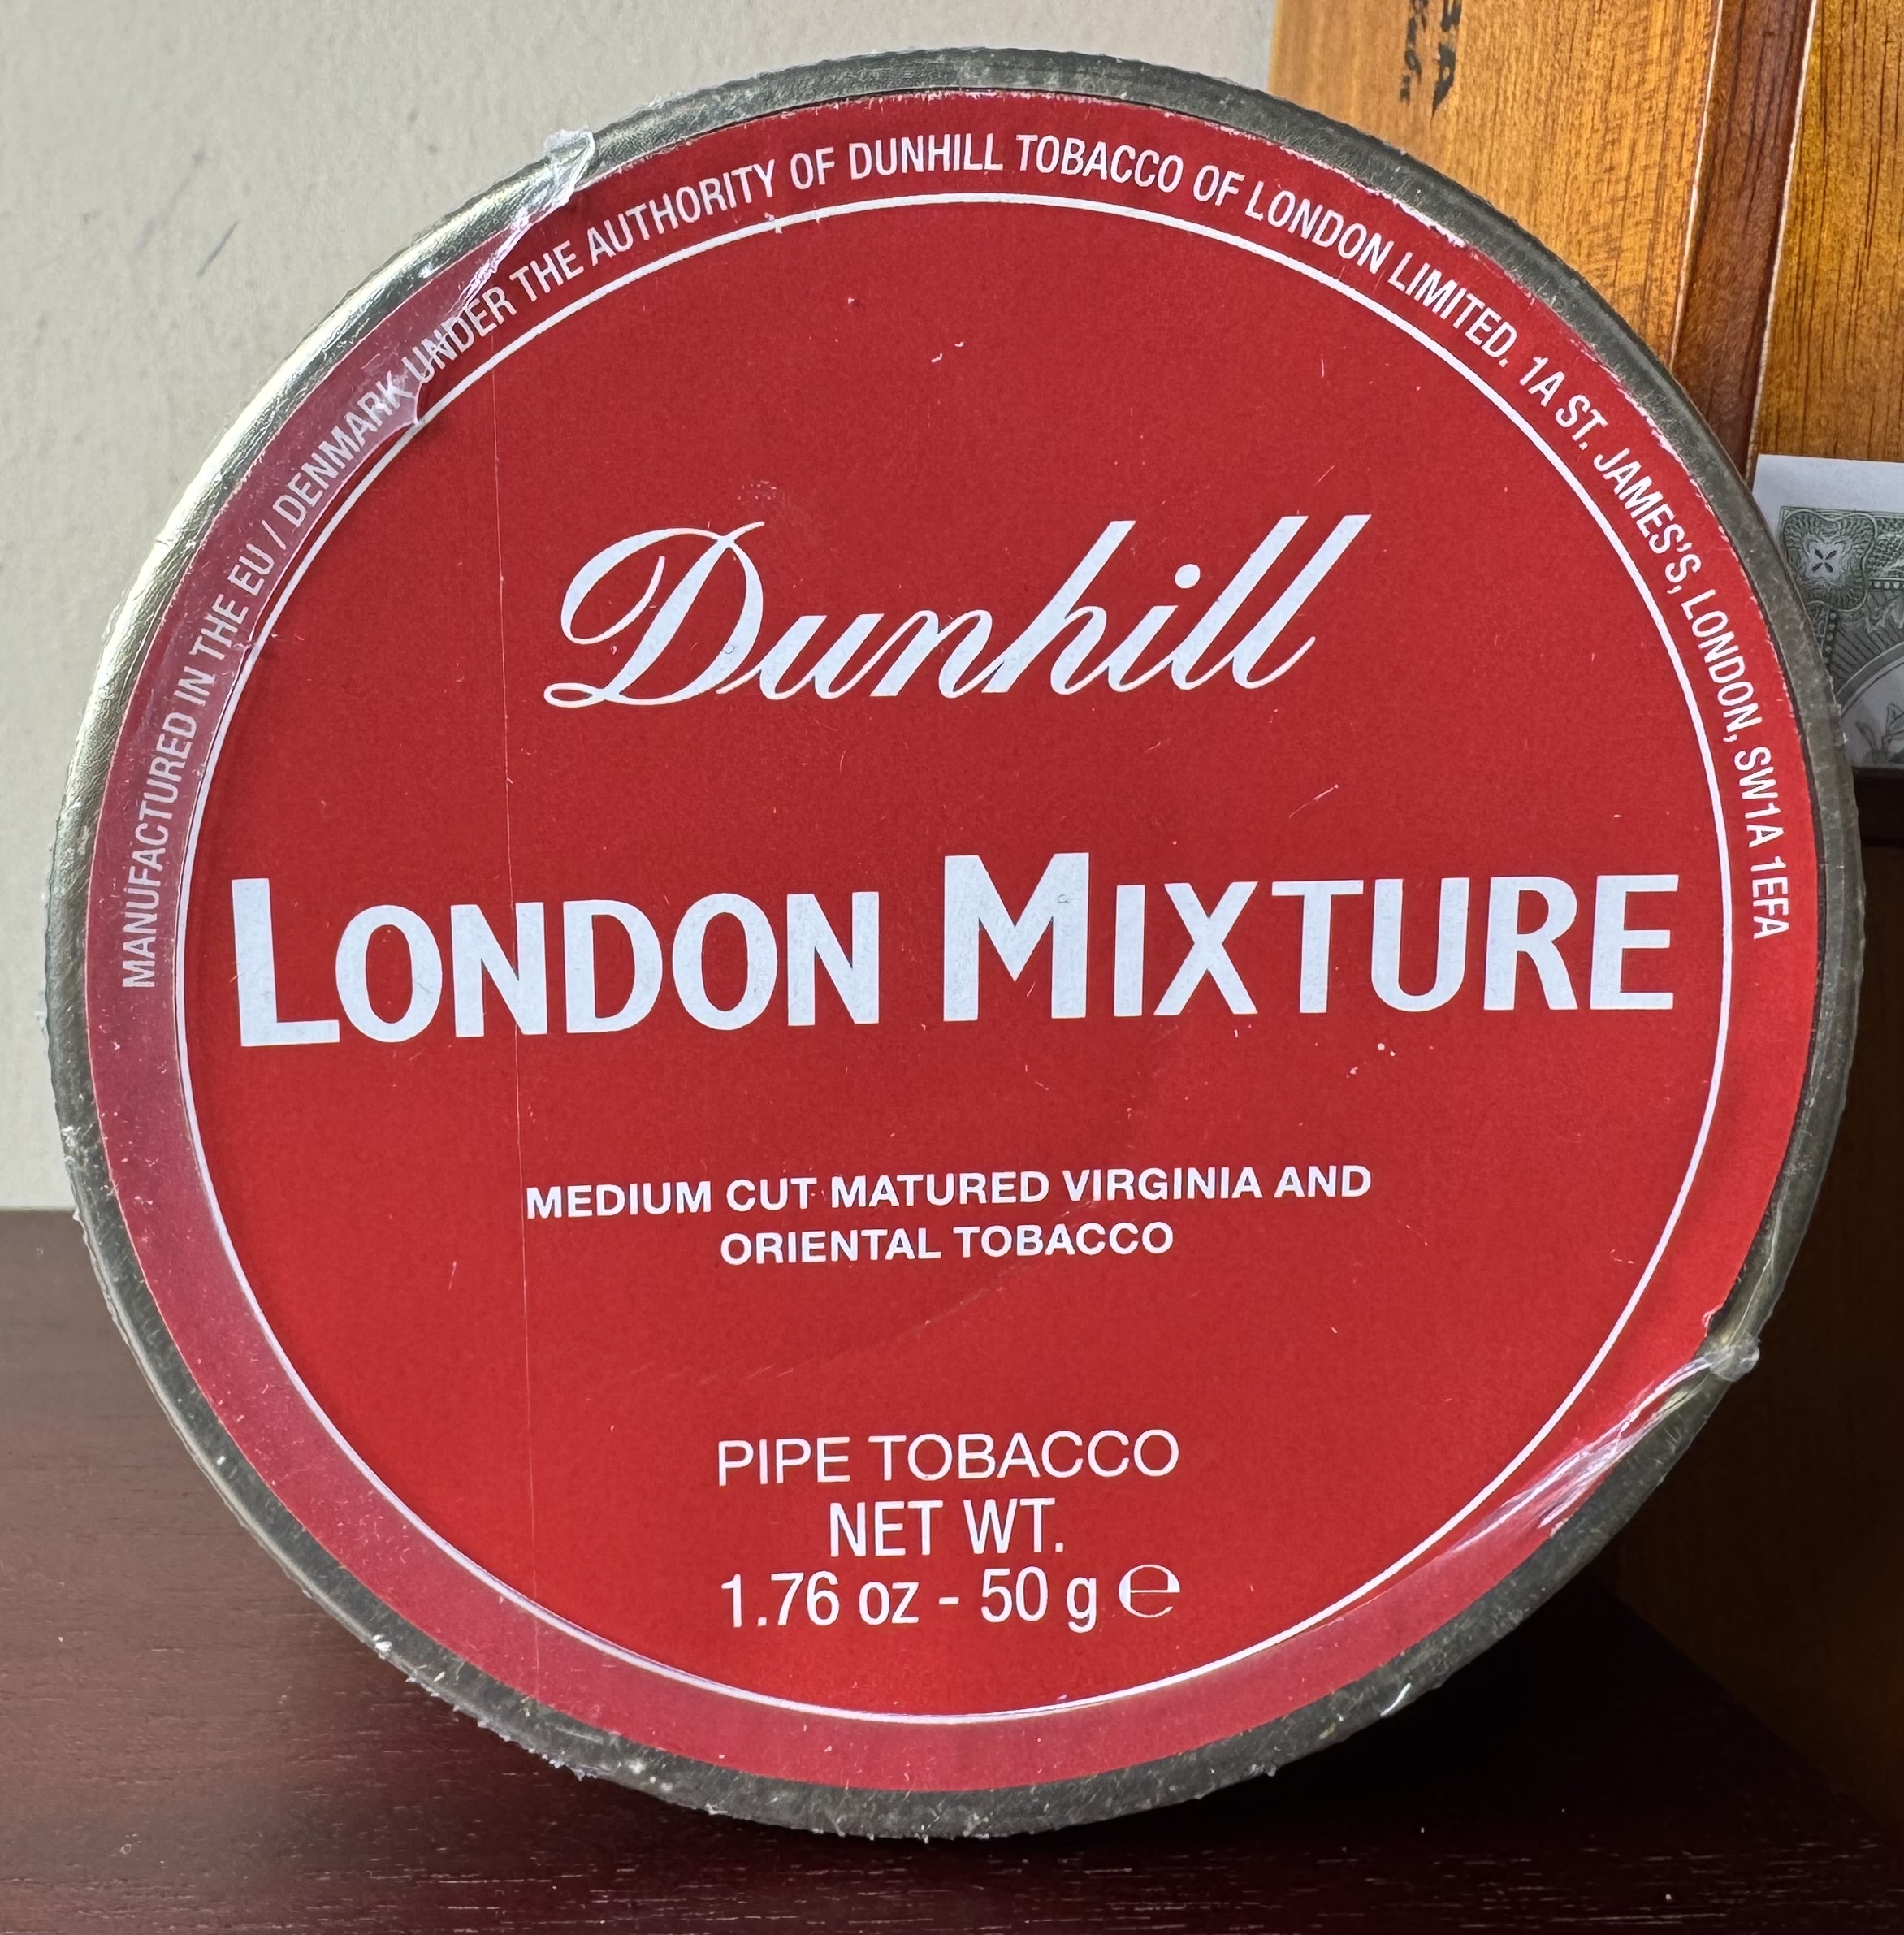 MANUFACTURED IN THE EU / DENMARK UNDER THE AUTHORITY OF DUNHILL TOBACCO OF LONDON LIMITED. 1A ST. JAMES'S, LONDON, SW1A 1EFA
Dunhill
LONDON MIXTURE
MEDIUM CUT MATURED VIRGINIA AND
ORIENTAL TOBACCO
PIPE TOBACCO
NET WT.
1.76 oz - 50 g ℮